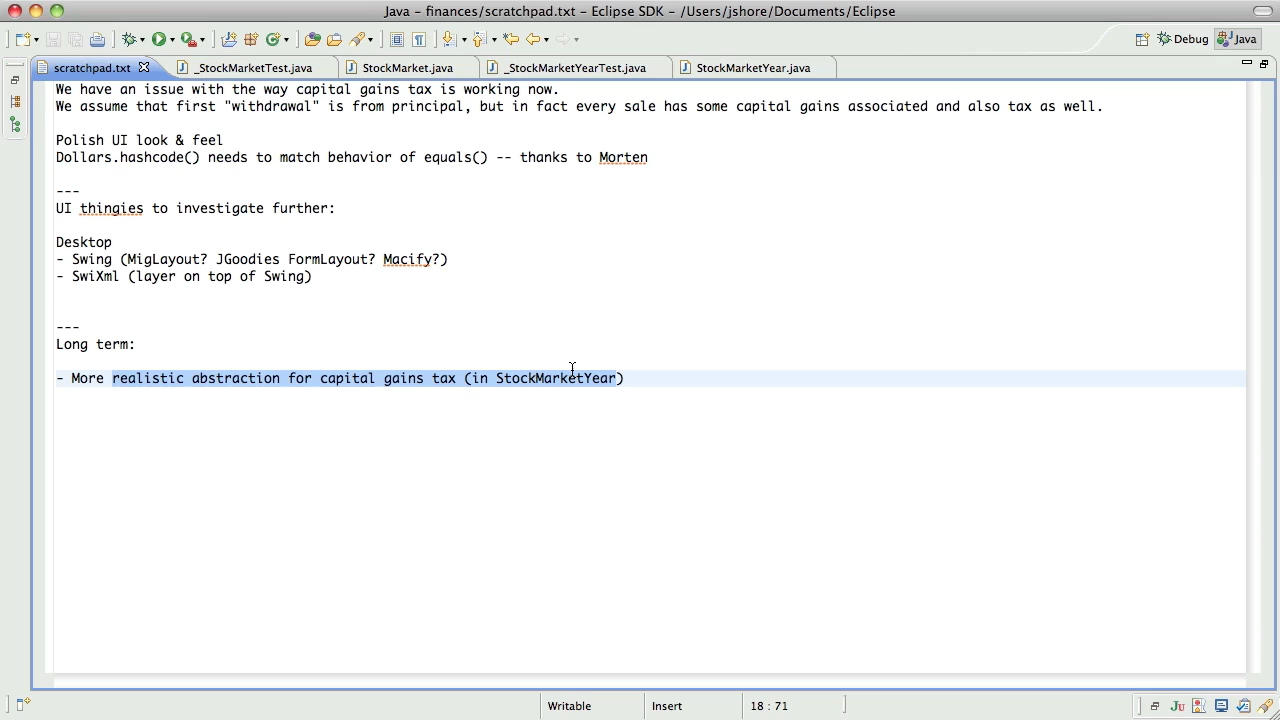 Java - finances/scratchpad.txt - Eclipse SDK - /Users/jshore/Documents/Eclipse
Debug
Java
scratchpad.txt
_StockMarketTest.java
StockMarket.java
_StockMarketYearTest.java
StockMarketYear.java
We have an issue with the way capital gains tax is working now.
We assume that first "withdrawal" is from principal, but in fact every sale has some capital gains associated and also tax as well.
Polish UI look & feel
Dollars.hashcode() needs to match behavior of equals() -- thanks to Morten
---
UI thingies to investigate further:
Desktop
- Swing (MigLayout? JGoodies FormLayout? Macify?)
- SwiXml (layer on top of Swing)
---
Long term:
- More realistic abstraction for capital gains tax (in StockMarketYear)
Writable
Insert
18 : 71
JU